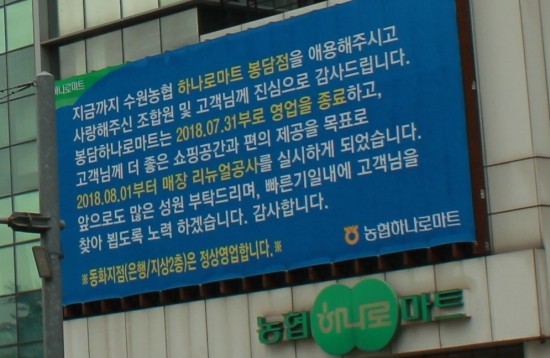 하나로마트
지금까지 수원농협 하나로마트 봉담점을 애용해주시고
사랑해주신 조합원 및 고객님께 진심으로 감사드립니다.
봉담하나로마트는 2018.07.31부로 영업을 종료하고,
고객님께 더 좋은 쇼핑공간과 편의 제공을 목표로
2018.08.01부터 매장 리뉴얼공사를 실시하게 되었습니다.
앞으로도 많은 성원 부탁드리며, 빠른기일내에 고객님을
찾아 뵙도록 노력 하겠습니다. 감사합니다.
※동화지점(은행/지상2층)은 정상영업합니다.※
농협하나로마트
농협 하나로 마트